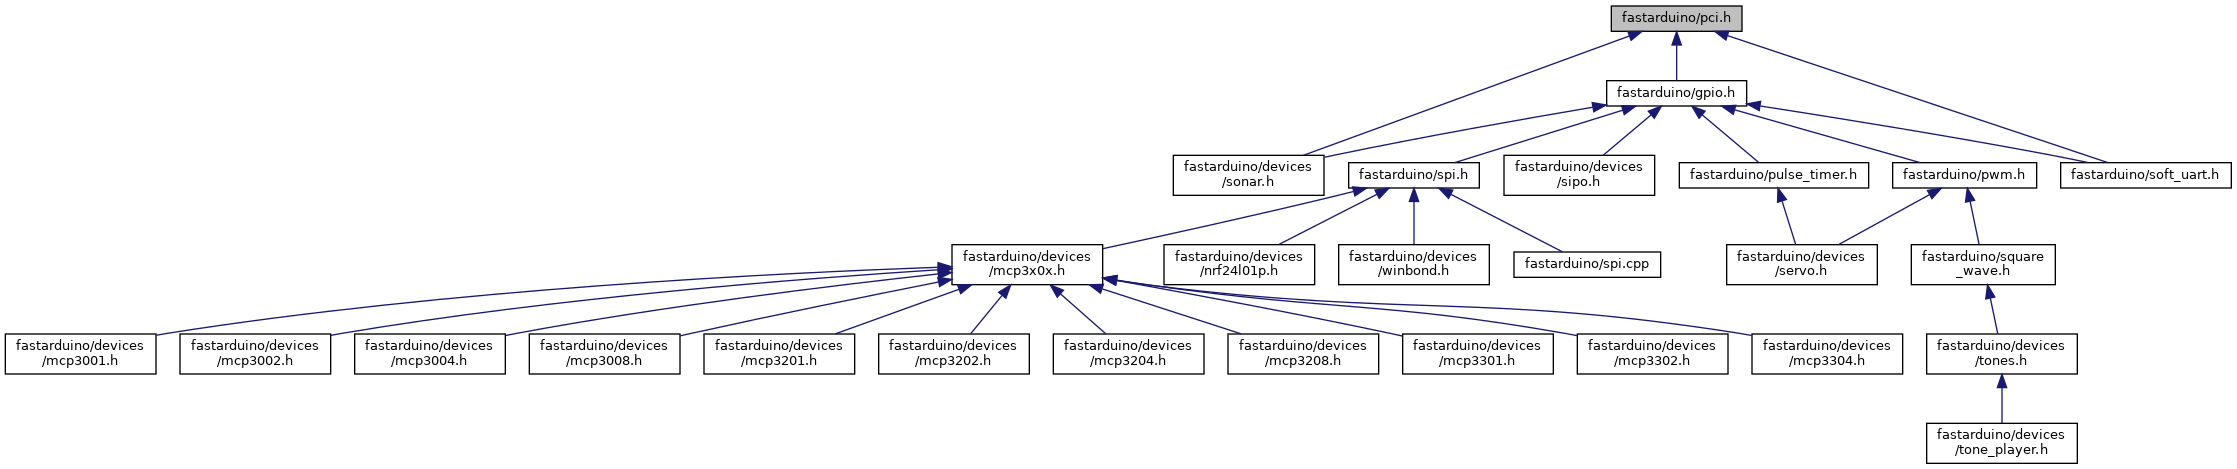 fastarduino/pci.h
fastarduino/gpio.h
fastarduino/devices
/sonar.h
fastarduino/spi.h
fastarduino/devices
/sipo.h
fastarduino/pulse_timer.h
fastarduino/pwm.h
fastarduino/soft_uart.h
fastarduino/devices
/mcp3x0x.h
fastarduino/devices
/nrf24l01p.h
fastarduino/devices
/winbond.h
fastarduino/spi.cpp
fastarduino/devices
/servo.h
fastarduino/square
_wave.h
fastarduino/devices
/mcp3001.h
fastarduino/devices
/mcp3002.h
fastarduino/devices
/mcp3004.h
fastarduino/devices
/mcp3008.h
fastarduino/devices
/mcp3201.h
fastarduino/devices
/mcp3202.h
fastarduino/devices
/mcp3204.h
fastarduino/devices
/mcp3208.h
fastarduino/devices
/mcp3301.h
fastarduino/devices
/mcp3302.h
fastarduino/devices
/mcp3304.h
fastarduino/devices
/tones.h
fastarduino/devices
/tone_player.h